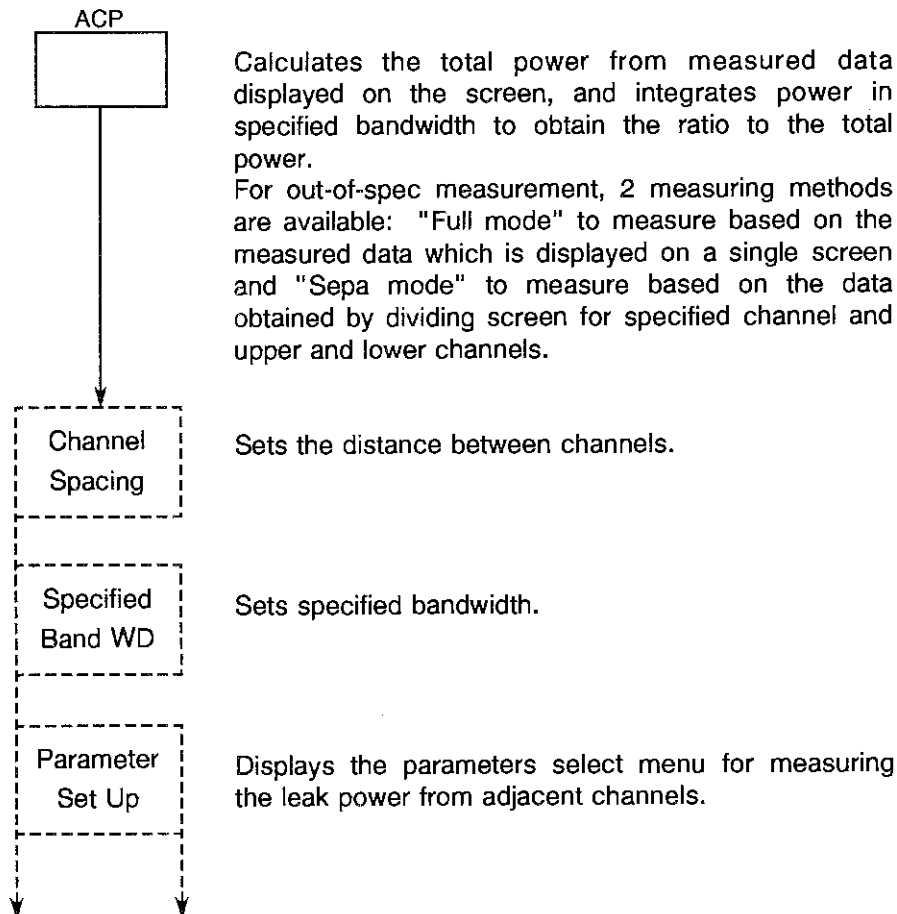 ACP
Calculates the total power from measured data
displayed on the screen, and integrates power in
specified bandwidth to obtain the ratio to the total
power.
For out-of-spec measurement, 2 measuring methods
are available: "Full mode" to measure based on the
measured data which is displayed on a single screen
and "Sepa mode" to measure based on the data
obtained by dividing screen for specified channel and
upper and lower channels.
Channel
Spacing
Sets the distance between channels.
Specified
Band WD
Sets specified bandwidth.
Parameter
Set Up
Displays the parameters select menu for measuring
the leak power from adjacent channels.